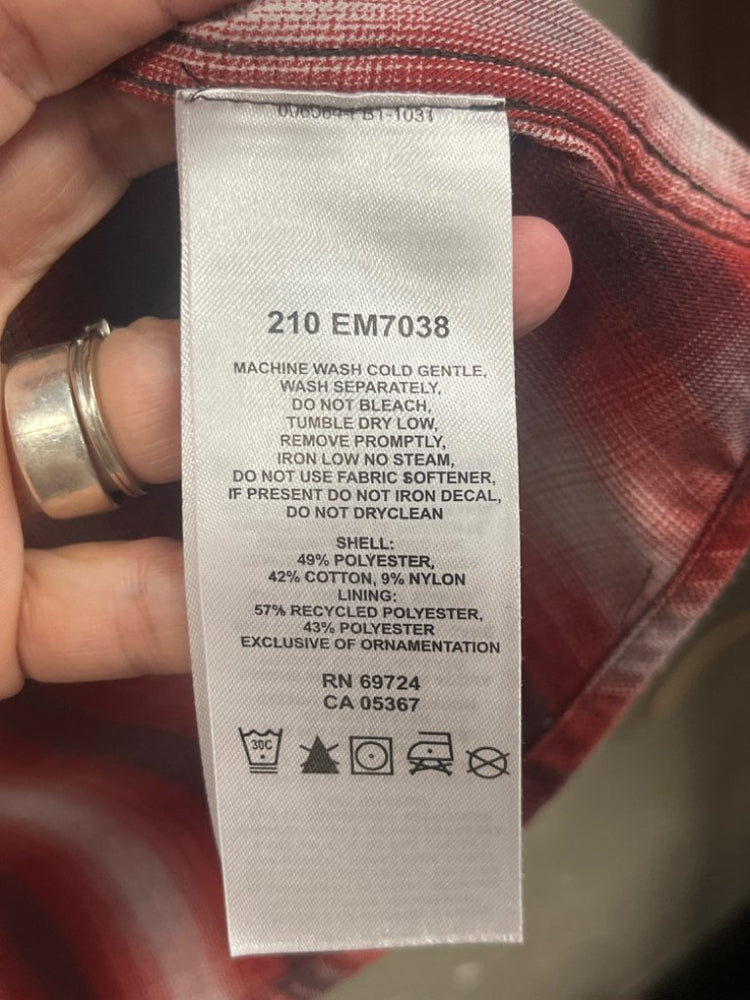 B1-1031
210 EM7038
MACHINE WASH COLD GENTLE,
WASH SEPARATELY,
DO NOT BLEACH,
TUMBLE DRY LOW,
REMOVE PROMPTLY,
IRON LOW NO STEAM,
DO NOT USE FABRIC SOFTENER,
IF PRESENT DO NOT IRON DECAL,
DO NOT DRYCLEAN
SHELL:
49% POLYESTER,
42% COTTON, 9% NYLON
LINING:
57% RECYCLED POLYESTER,
43% POLYESTER
EXCLUSIVE OF ORNAMENTATION
RN 69724
CA 05367
30C